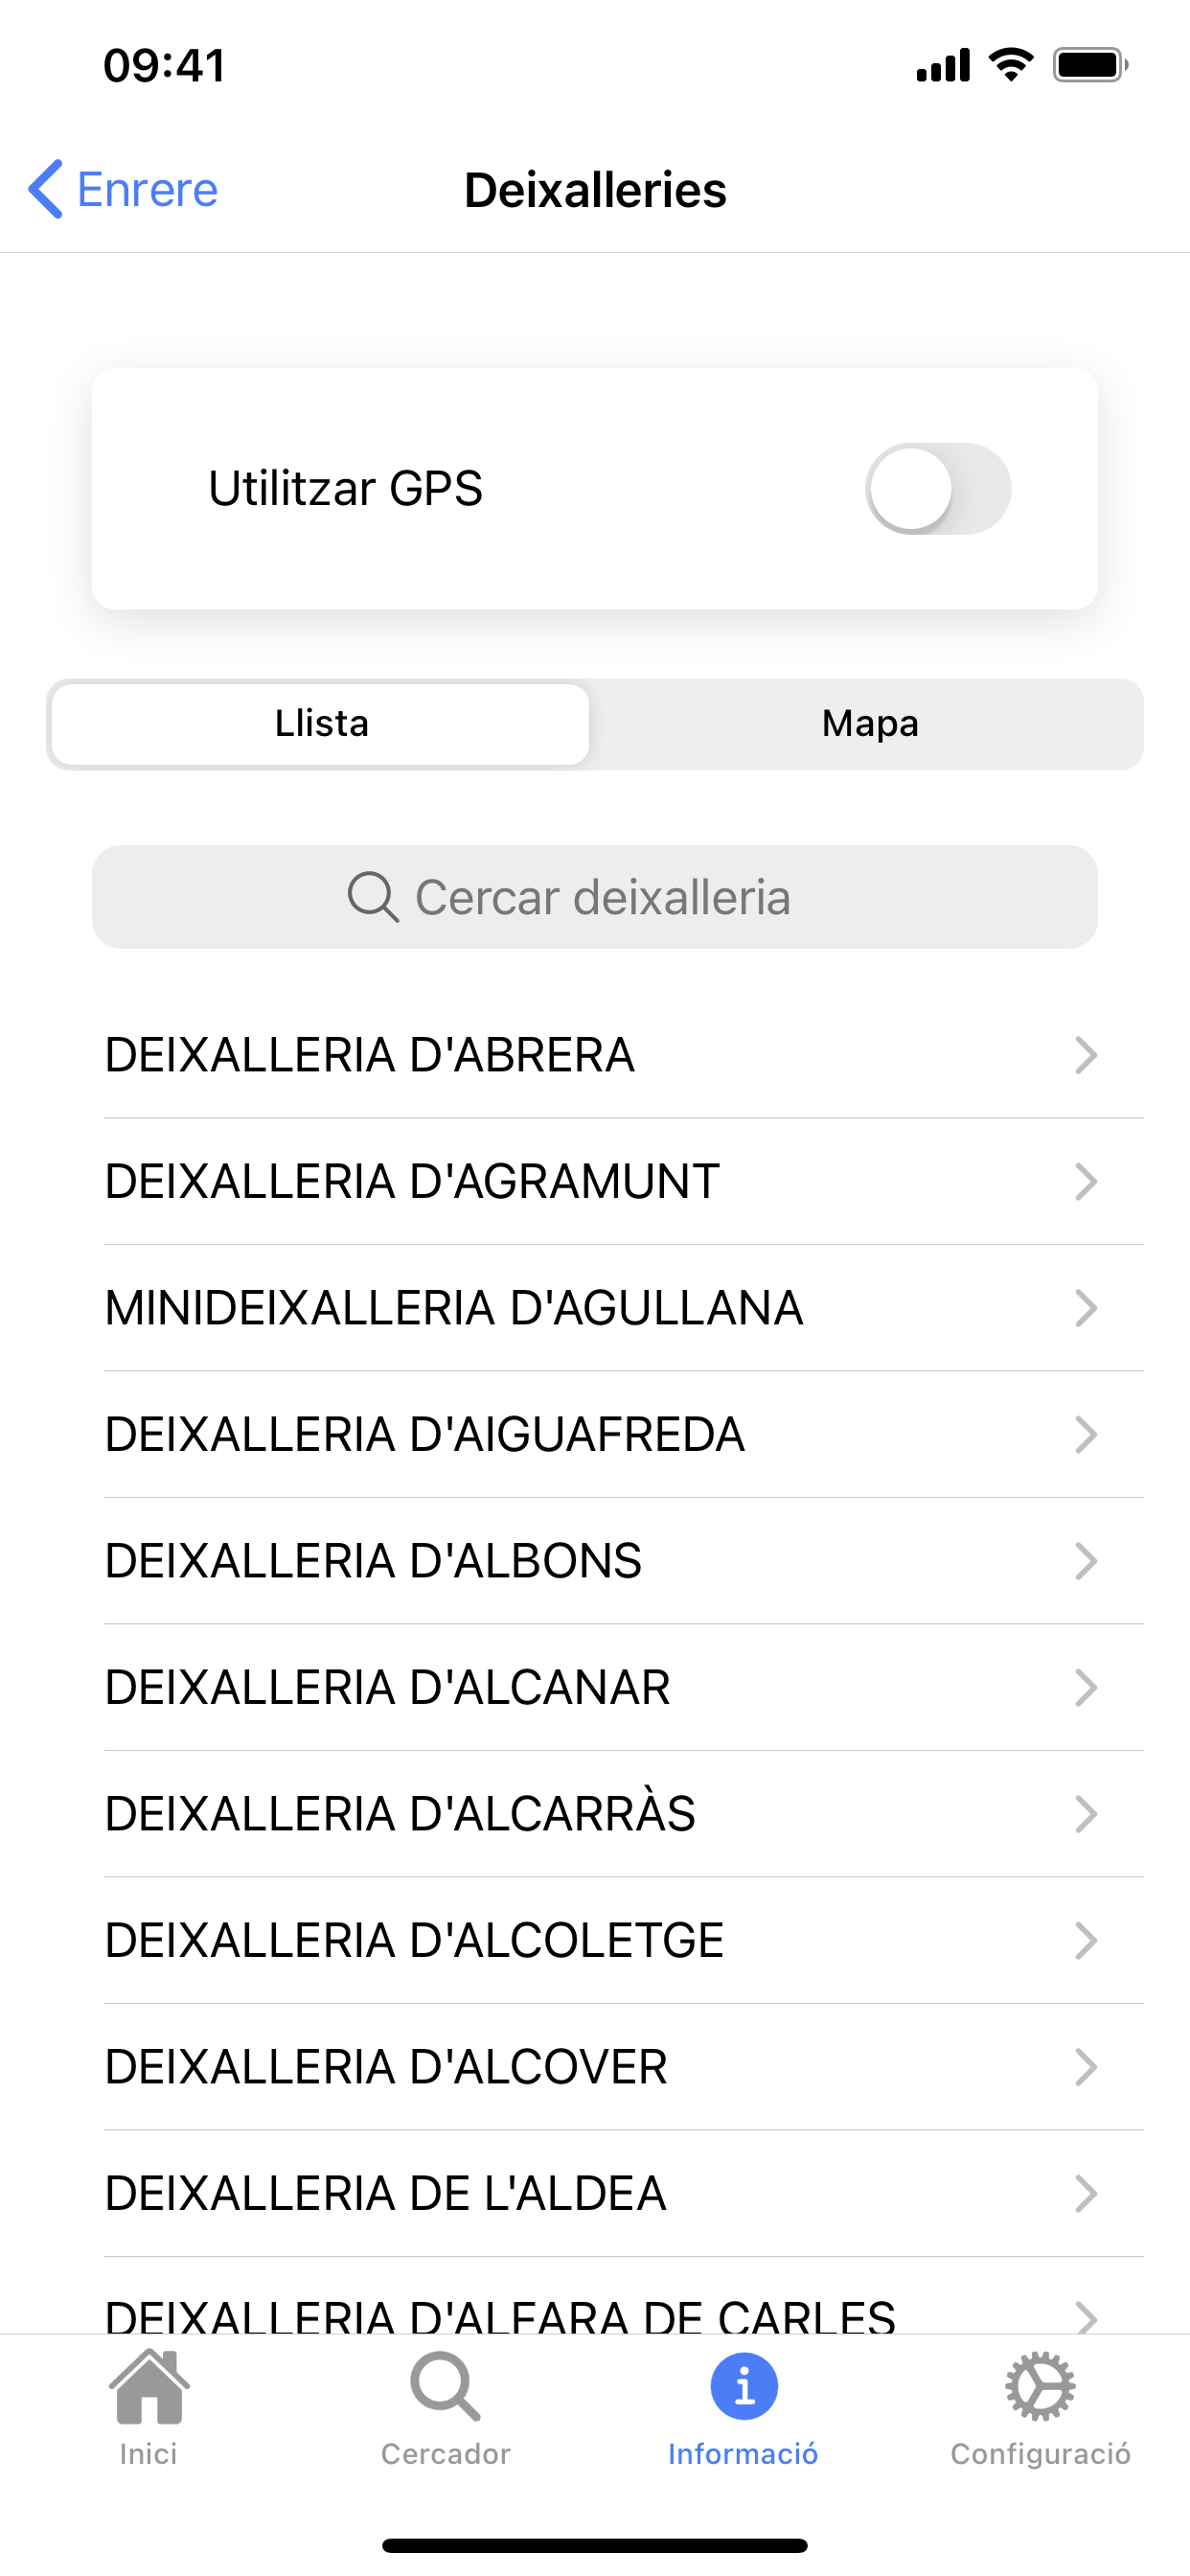 09:41
Enrere
Deixalleries
Utilitzar GPS
Llista
Mapa
Cercar deixalleria
DEIXALLERIA D'ABRERA
DEIXALLERIA D'AGRAMUNT
MINIDEIXALLERIA D'AGULLANA
DEIXALLERIA D'AIGUAFREDA
DEIXALLERIA D'ALBONS
DEIXALLERIA D'ALCANAR
DEIXALLERIA D'ALCARRÀS
DEIXALLERIA D'ALCOLETGE
DEIXALLERIA D'ALCOVER
DEIXALLERIA DE L'ALDEA
DEIXALLERIA D'ALFARA DE CARLES
Inici
Cercador
Informació
Configuració